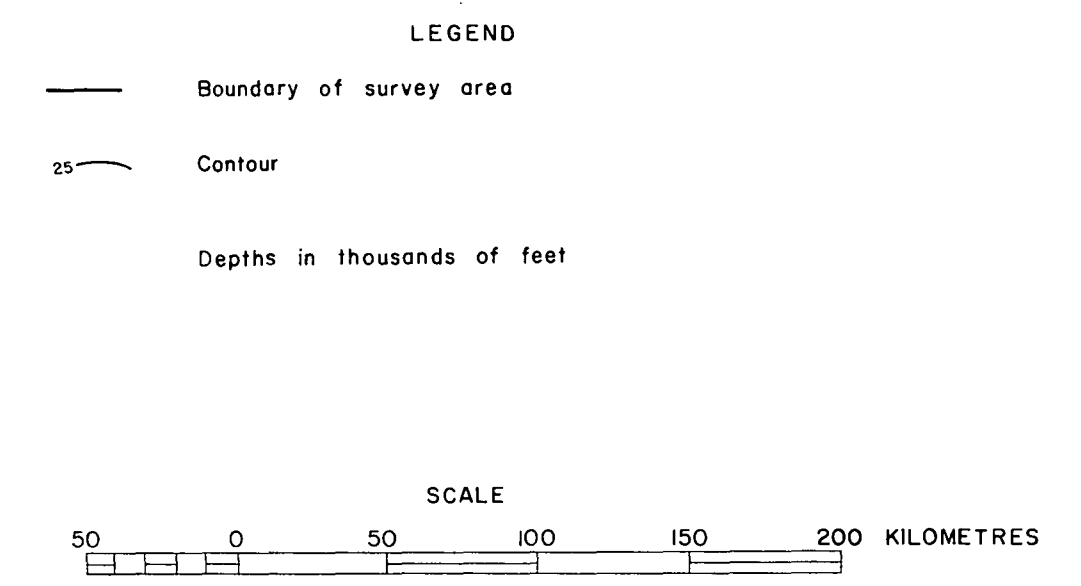 LEGEND
Boundary of survey area
25 Contour
Depths in thousands of feet
SCALE
50 0 50 100 150 200 KILOMETRES